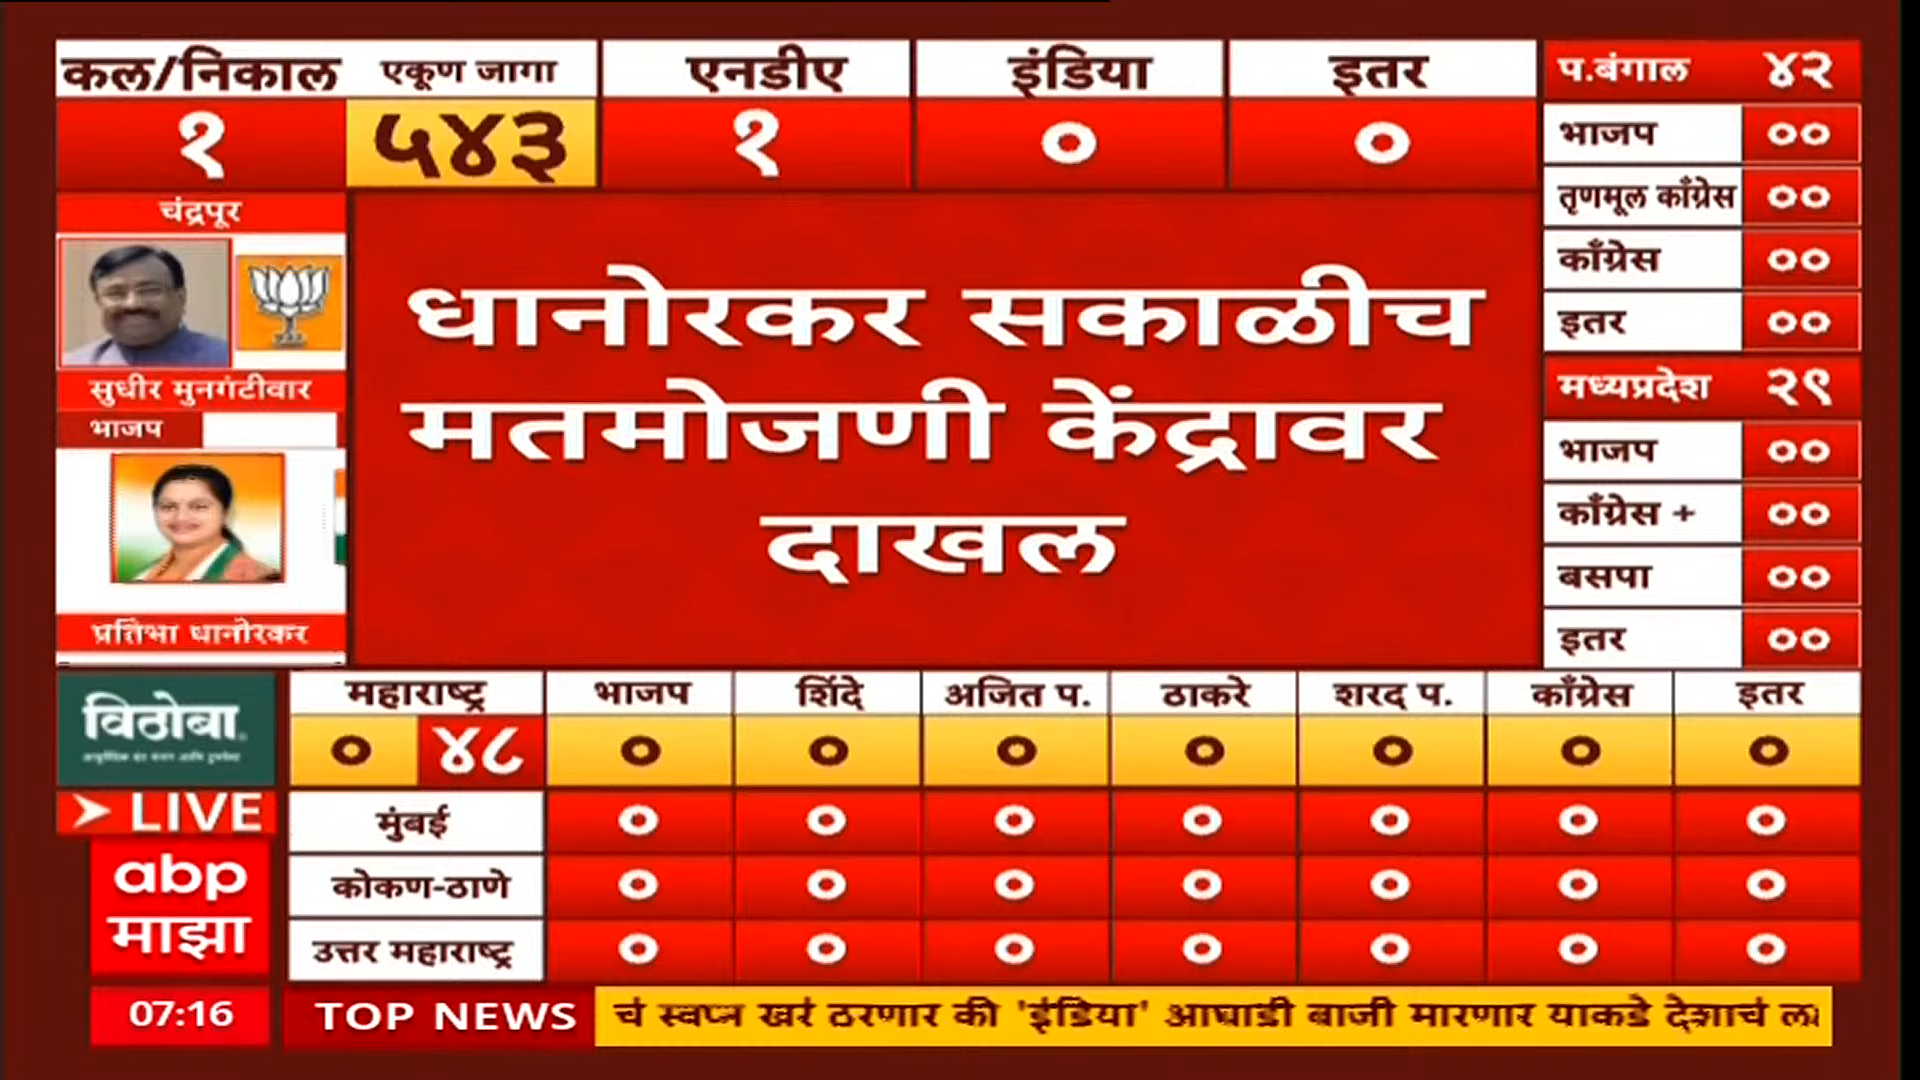 कल/निकाल एकूण जागा एनडीए इंडिया इतर
१ ५४३ १ ० ०
चंद्रपूर
सुधीर मुनगंटीवार
भाजप
प्रतिभा धानोरकर
धानोरकर सकाळीच
मतमोजणी केंद्रावर
दाखल
प.बंगाल ४२
भाजप ००
तृणमूल काँग्रेस ००
काँग्रेस ००
इतर ००
मध्यप्रदेश २९
भाजप ००
काँग्रेस + ००
बसपा ००
इतर ००
विठोबा
महाराष्ट्र भाजप शिंदे अजित प. ठाकरे शरद प. काँग्रेस इतर
० ४८ ० ० ० ० ० ० ०
मुंबई ० ० ० ० ० ० ०
कोकण-ठाणे ० ० ० ० ० ० ०
उत्तर महाराष्ट्र ० ० ० ० ० ० ०
LIVE
abp
माझा
07:16
TOP NEWS
चं स्वप्न खरं ठरणार की 'इंडिया' आघाडी बाजी मारणार याकडे देशाचं